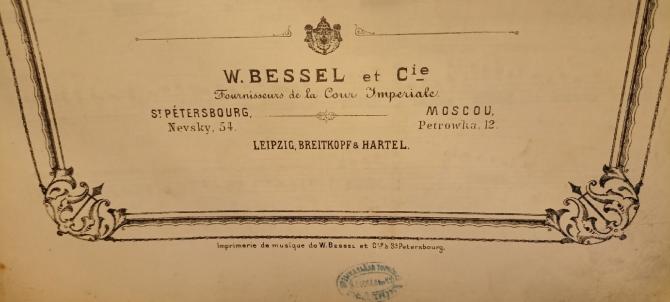 W. BESSEL et Cie
Fournisseurs de la Cour Imperiale.
St PÉTERSBOURG,
Nevsky, 54.
MOSCOU,
Petrowka, 12.
LEIPZIG, BREITKOPF & HARTEL.
Imprimerie de musique de W. BESSEL et Cie à St Petersbourg.